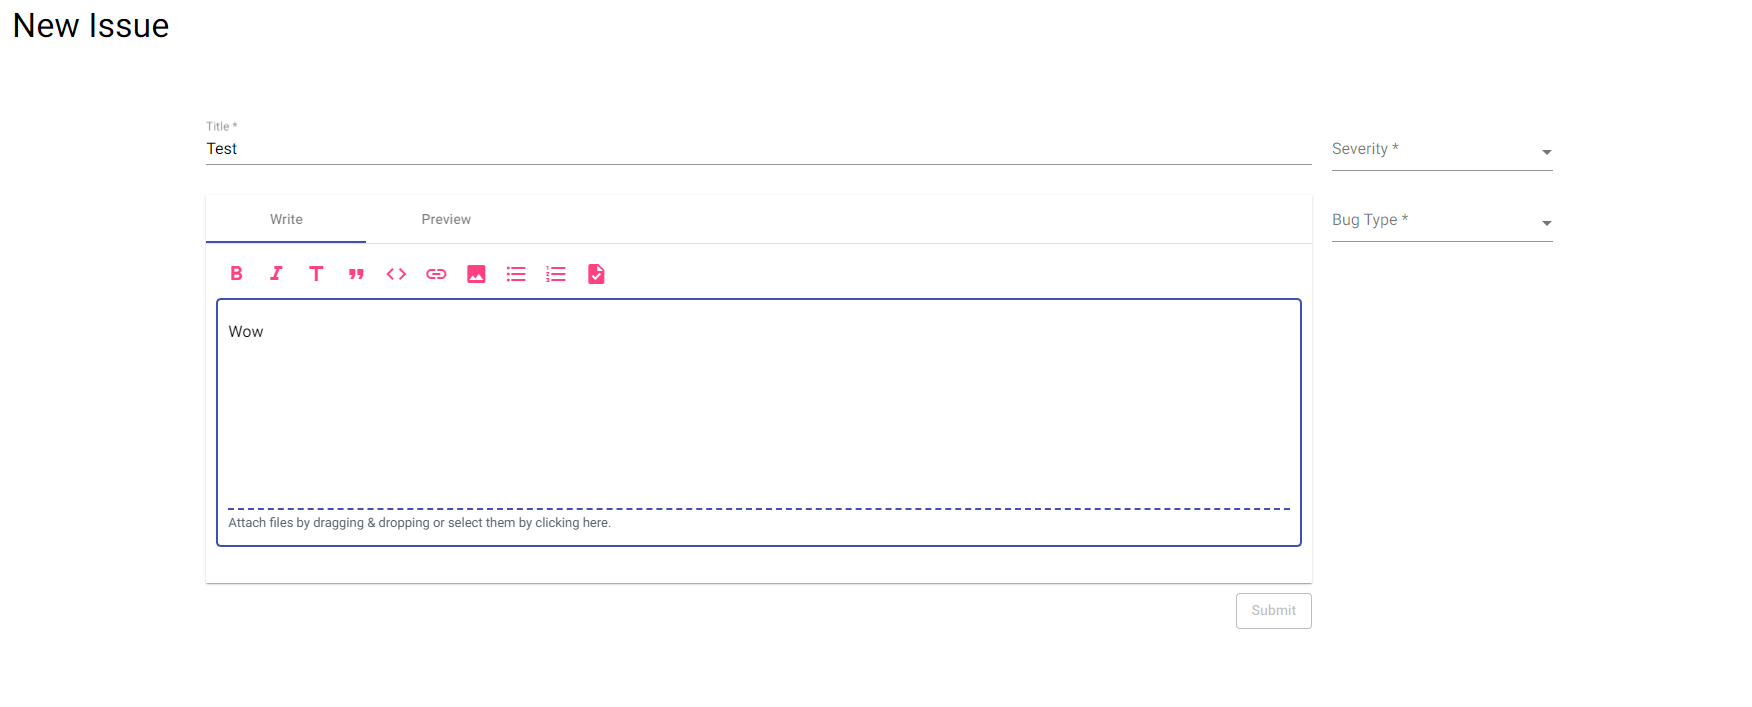 New Issue
Title *
Test
Severity *
Write Preview
Bug Type *
Wow
Attach files by dragging & dropping or select them by clicking here.
Submit